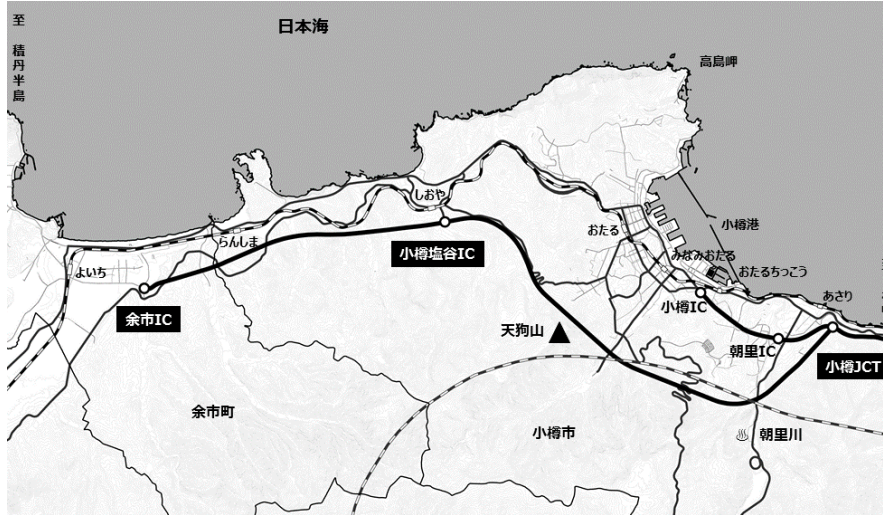 至 積丹半島
日本海
高島岬
小樽港
しおや
らんしま
おたる
みなみおたる
おたるちっこう
あさり
よいち
小樽塩谷IC
余市IC
小樽IC
天狗山
朝里IC
小樽JCT
余市町
小樽市
朝里川